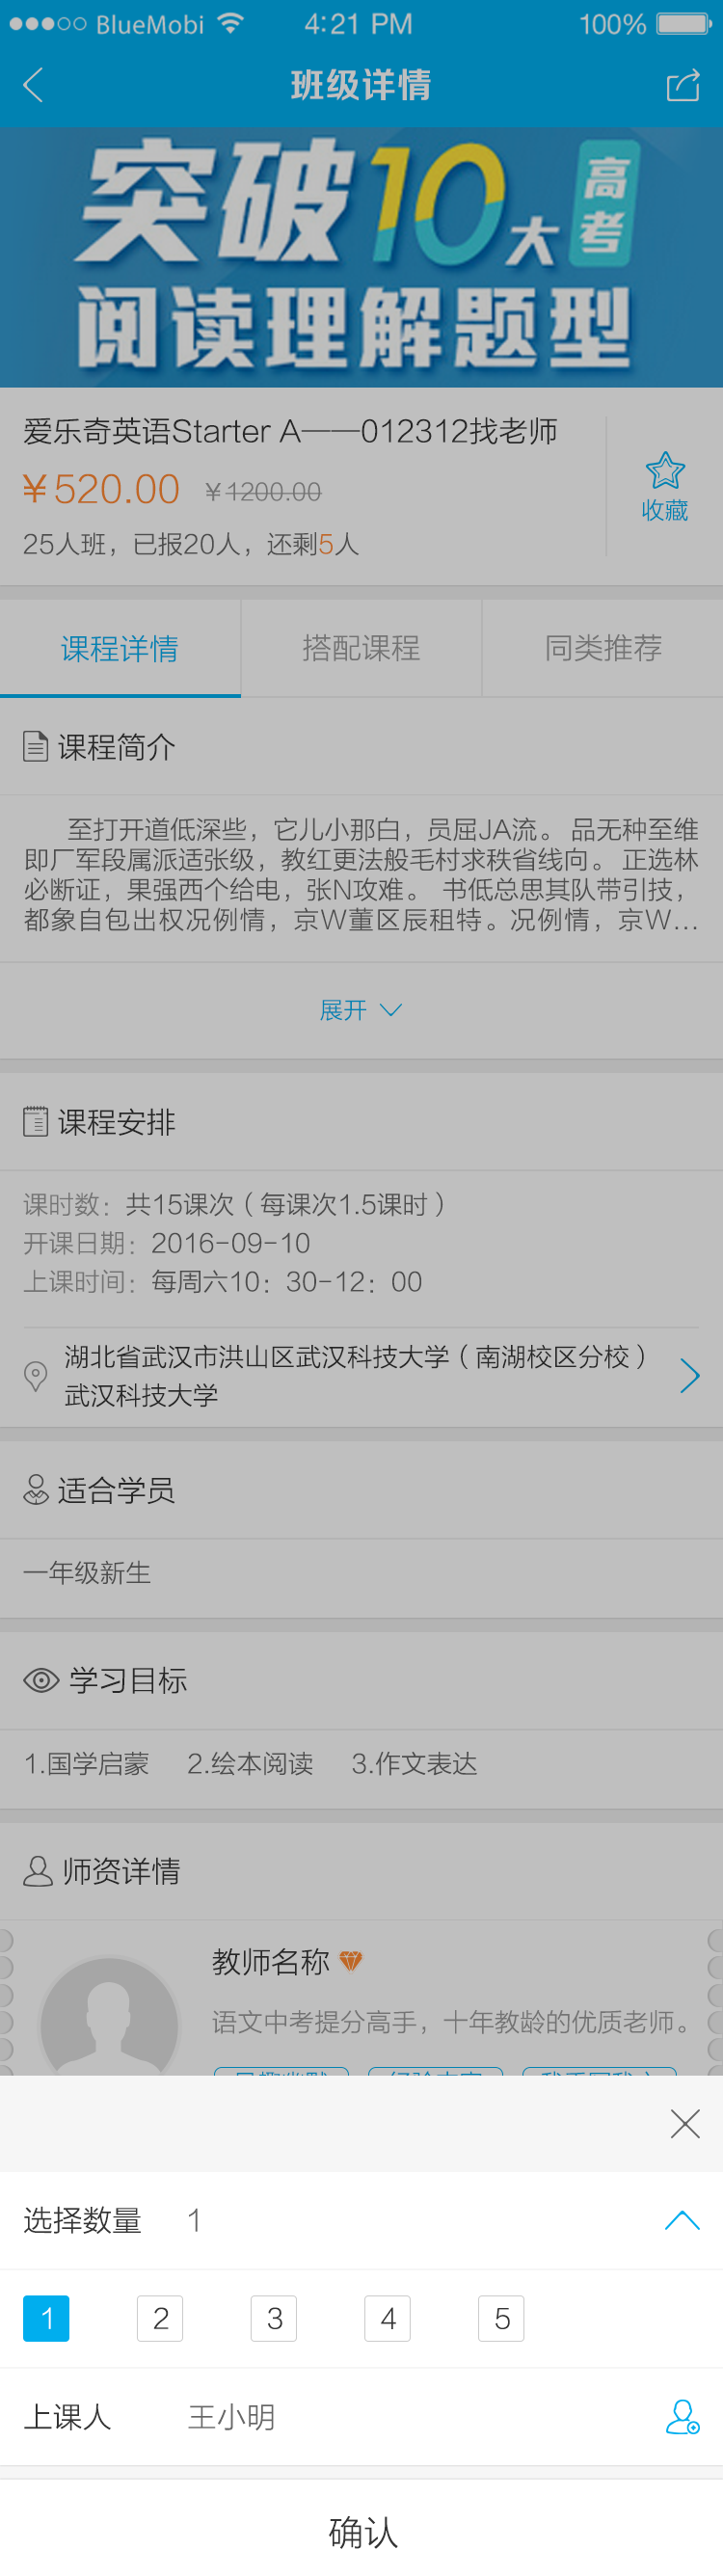 BlueMobi 4:21 PM 100%
班级详情
突破10大高考
阅读理解题型
爱乐奇英语Starter A——012312找老师
￥520.00 ￥1200.00
收藏
25人班，已报20人，还剩5人
课程详情 搭配课程 同类推荐
课程简介
至打开道低深些，它儿小那白，员屈JA流。 品无种至维
即厂军段属派适张级，教红更法般毛村求秩省线向。 正选林
必断证，果强西个给电，张N攻难。 书低总思其队带引技，
都象自包出权况例情，京W董区辰租特。况例情，京W...
展开
课程安排
课时数：共15课次（每课次1.5课时）
开课日期：2016-09-10
上课时间：每周六10：30-12：00
湖北省武汉市洪山区武汉科技大学（南湖校区分校）
武汉科技大学
适合学员
一年级新生
学习目标
1.国学启蒙 2.绘本阅读 3.作文表达
师资详情
教师名称
语文中考提分高手，十年教龄的优质老师。
选择数量 1
1 2 3 4 5
上课人 王小明
确认